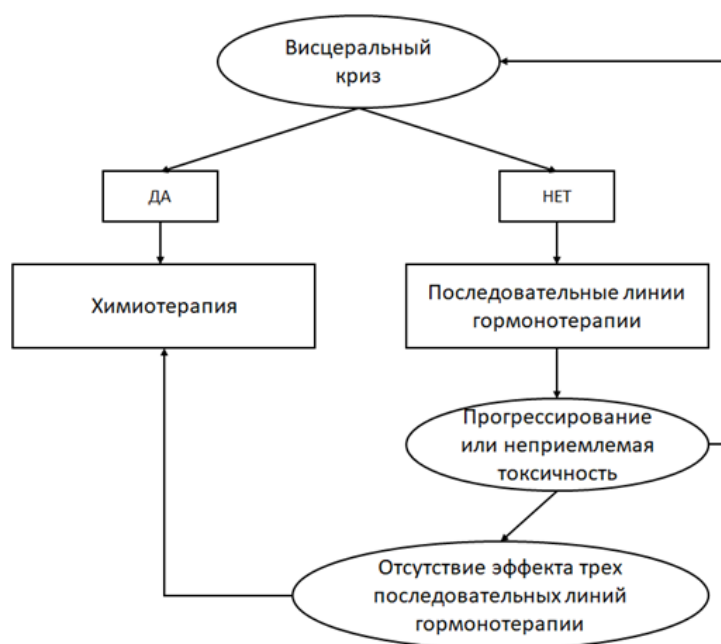 Висцеральный
криз
ДА
НЕТ
Химиотерапия
Последовательные линии
гормонотерапии
Прогрессирование
или неприемлемая
токсичность
Отсутствие эффекта трех
последовательных линий
гормонотерапии